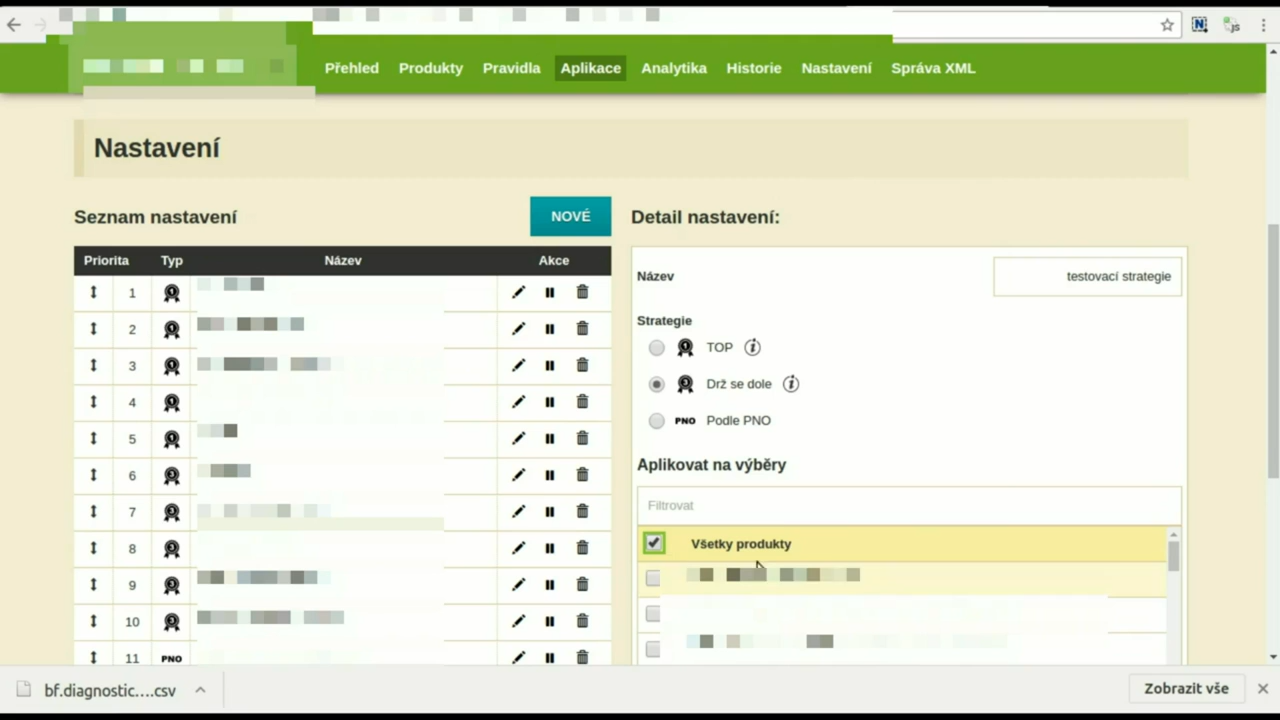 Přehled Produkty Pravidla Aplikace Analytika Historie Nastavení Správa XML
Nastavení
Seznam nastavení
NOVÉ
Priorita Typ Název Akce
1
2
3
4
5
6
7
8
9
10
11 PNO
Detail nastavení:
Název testovací strategie
Strategie
TOP
Drž se dole
PNO Podle PNO
Aplikovat na výběry
Filtrovat
Všetky produkty
bf.diagnostic....csv
Zobrazit vše